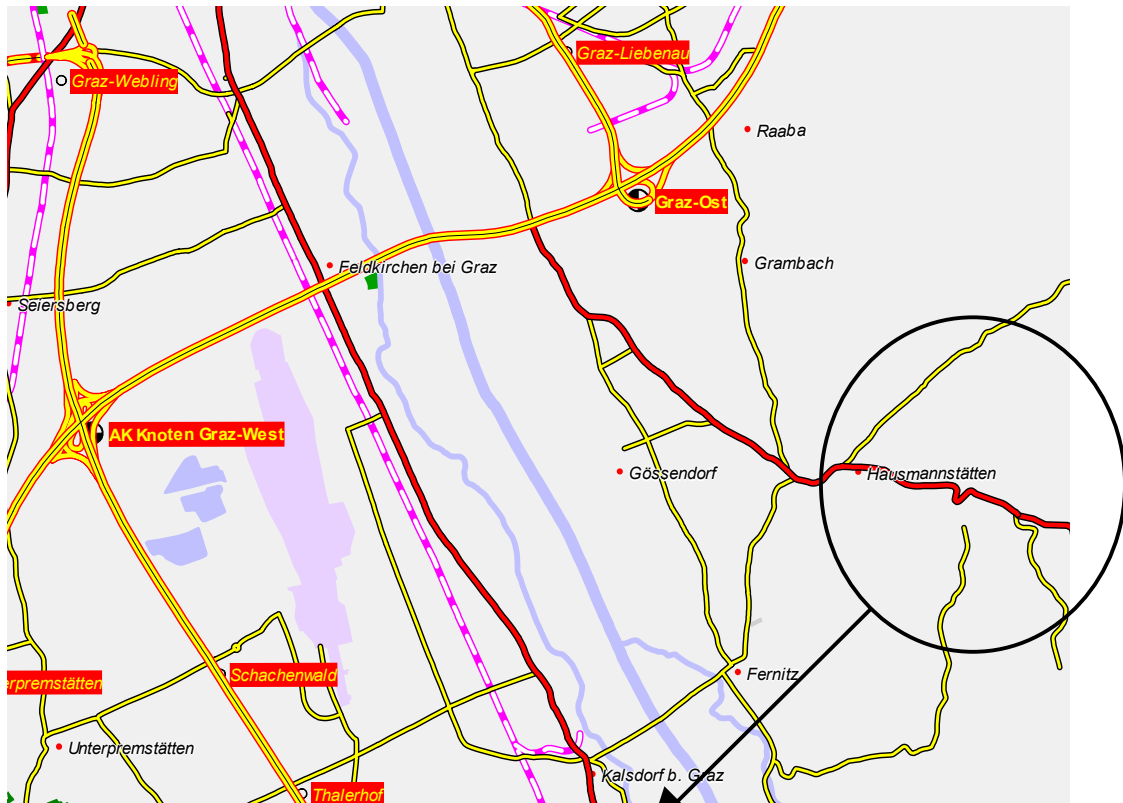 Graz-Liebenau
Graz-Webling
Raaba
Graz-Ost
Grambach
Feldkirchen bei Graz
Seiersberg
AK Knoten Graz-West
Gössendorf
Hausmannstätten
erpremstätten
Schachenwald
Fernitz
Unterpremstätten
Kalsdorf b. Graz
Thalerhof